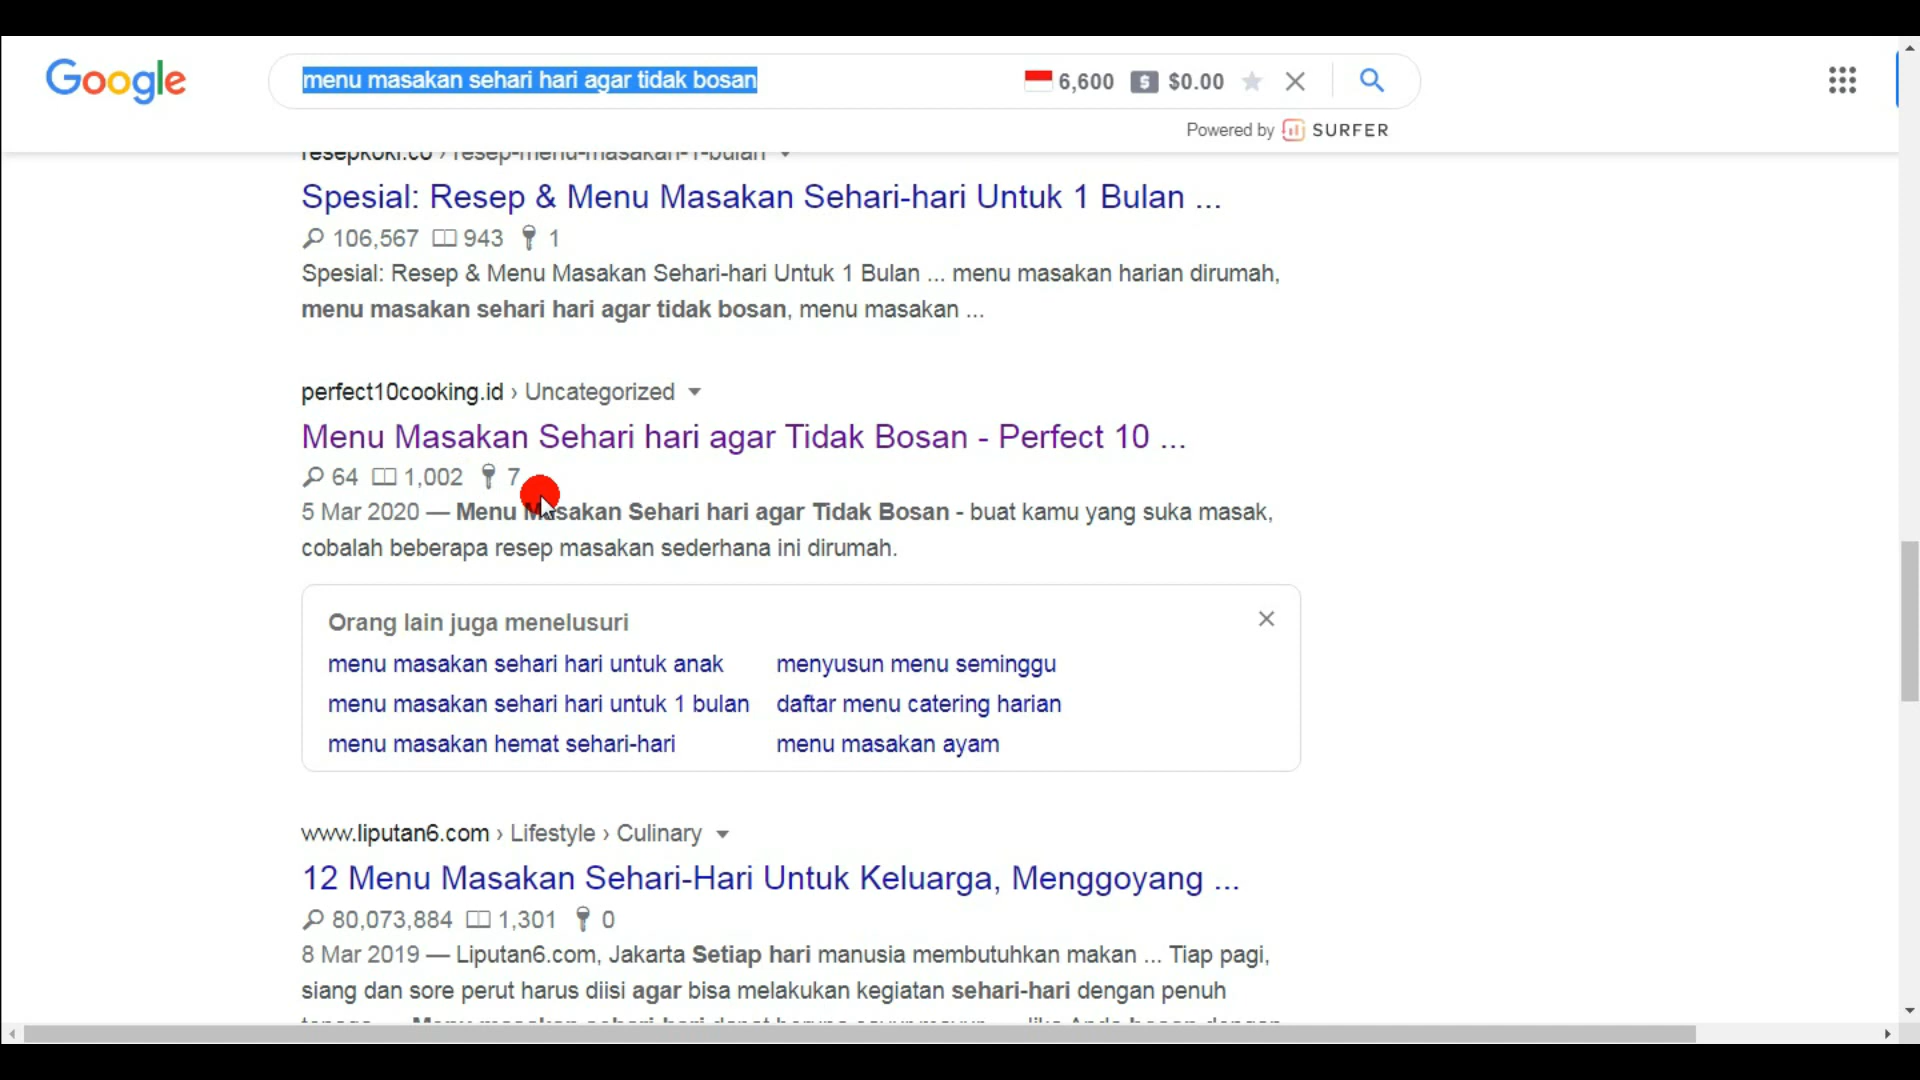 Google
menu masakan sehari hari agar tidak bosan
6,600 $ $0.00
Powered by SURFER
resepkoki.co › resep-menu-masakan-1-bulan
Spesial: Resep & Menu Masakan Sehari-hari Untuk 1 Bulan ...
106,567 943 1
Spesial: Resep & Menu Masakan Sehari-hari Untuk 1 Bulan ... menu masakan harian dirumah,
menu masakan sehari hari agar tidak bosan, menu masakan ...
perfect10cooking.id › Uncategorized
Menu Masakan Sehari hari agar Tidak Bosan - Perfect 10 ...
64 1,002 7
5 Mar 2020 — Menu Masakan Sehari hari agar Tidak Bosan - buat kamu yang suka masak,
cobalah beberapa resep masakan sederhana ini dirumah.
Orang lain juga menelusuri
menu masakan sehari hari untuk anak menyusun menu seminggu
menu masakan sehari hari untuk 1 bulan daftar menu catering harian
menu masakan hemat sehari-hari menu masakan ayam
www.liputan6.com › Lifestyle › Culinary
12 Menu Masakan Sehari-Hari Untuk Keluarga, Menggoyang ...
80,073,884 1,301 0
8 Mar 2019 — Liputan6.com, Jakarta Setiap hari manusia membutuhkan makan ... Tiap pagi,
siang dan sore perut harus diisi agar bisa melakukan kegiatan sehari-hari dengan penuh